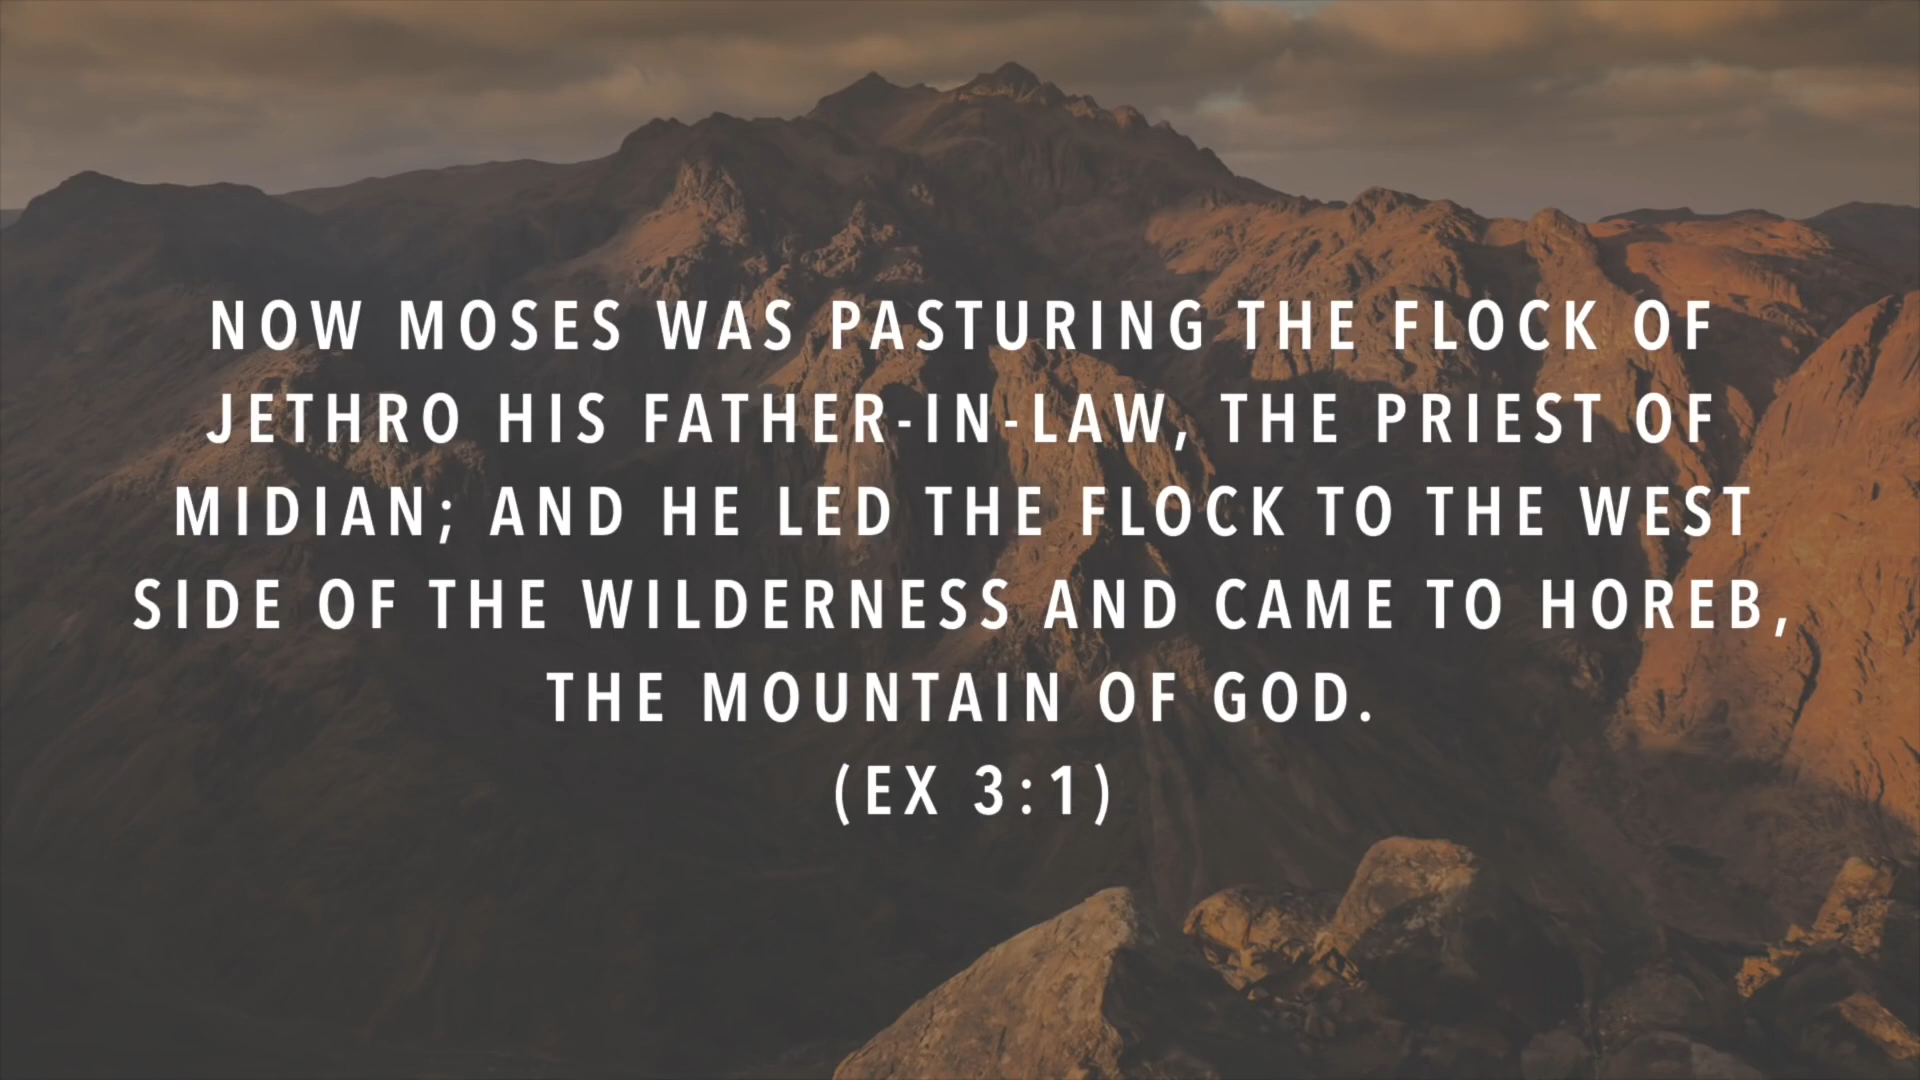 NOW MOSES WAS PASTURING THE FLOCK OF
JETHRO HIS FATHER-IN-LAW, THE PRIEST OF
MIDIAN; AND HE LED THE FLOCK TO THE WEST
SIDE OF THE WILDERNESS AND CAME TO HOREB,
THE MOUNTAIN OF GOD.
(EX 3:1)